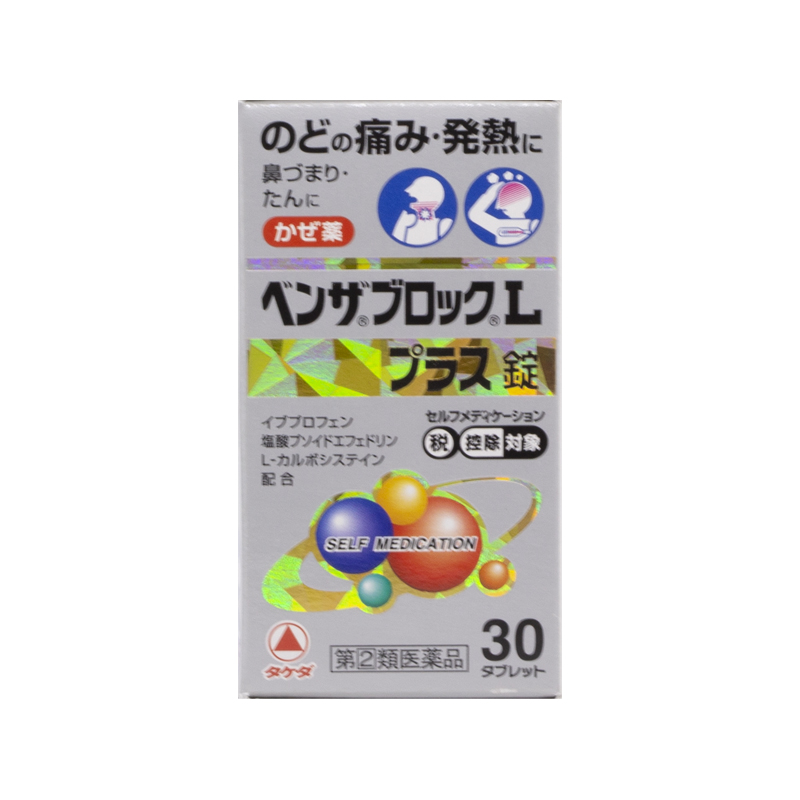 のどの痛み・発熱に
鼻づまり・
たんに
かぜ薬
ベンザ®ブロック®L
プラス錠
イブプロフェン
塩酸プソイドエフェドリン
L-カルボシステイン
配合
セルフメディケーション
税 控除 対象
SELF MEDICATION
タケダ
第②類医薬品
30
タブレット